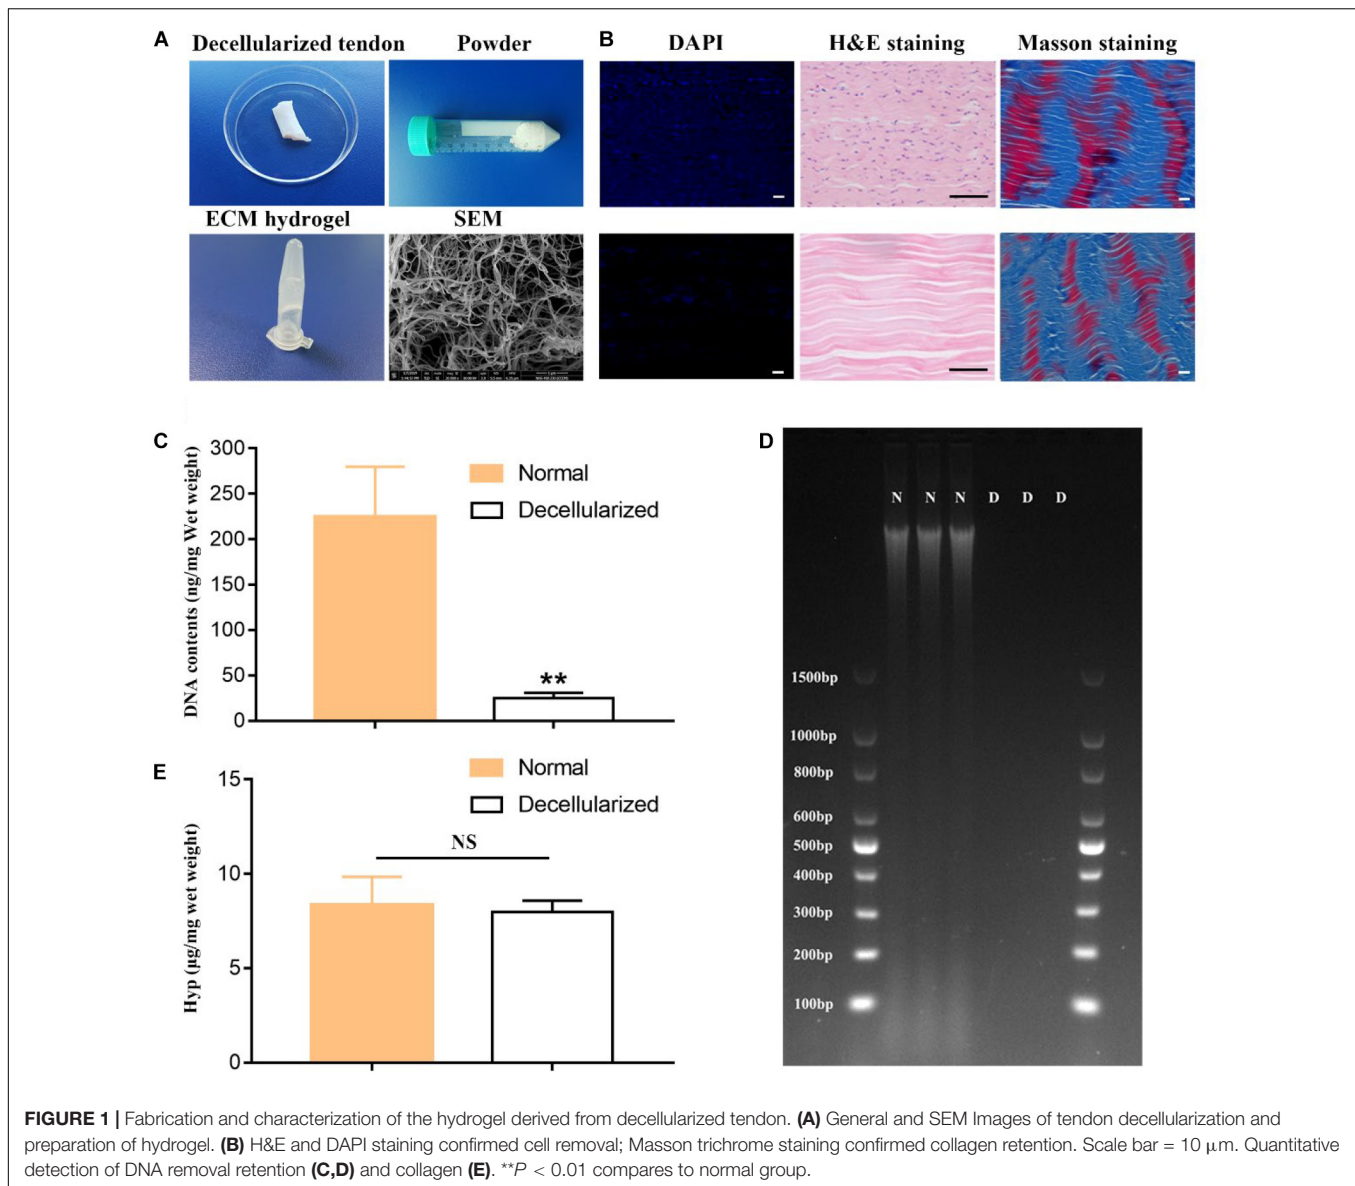 A
Decellularized tendon
Powder
ECM hydrogel
SEM
B
DAPI
H&E staining
Masson staining
C
DNA contents (ng/mg Wet weight)
300
250
200
150
100
50
0
Normal
Decellularized
**
D
N N N D D D
1500bp
1000bp
800bp
600bp
500bp
400bp
300bp
200bp
100bp
E
Hyp (µg/mg wet weight)
15
10
5
0
Normal
Decellularized
NS
FIGURE 1 | Fabrication and characterization of the hydrogel derived from decellularized tendon. (A) General and SEM Images of tendon decellularization and
preparation of hydrogel. (B) H&E and DAPI staining confirmed cell removal; Masson trichrome staining confirmed collagen retention. Scale bar = 10 µm. Quantitative
detection of DNA removal retention (C,D) and collagen (E). **P < 0.01 compares to normal group.